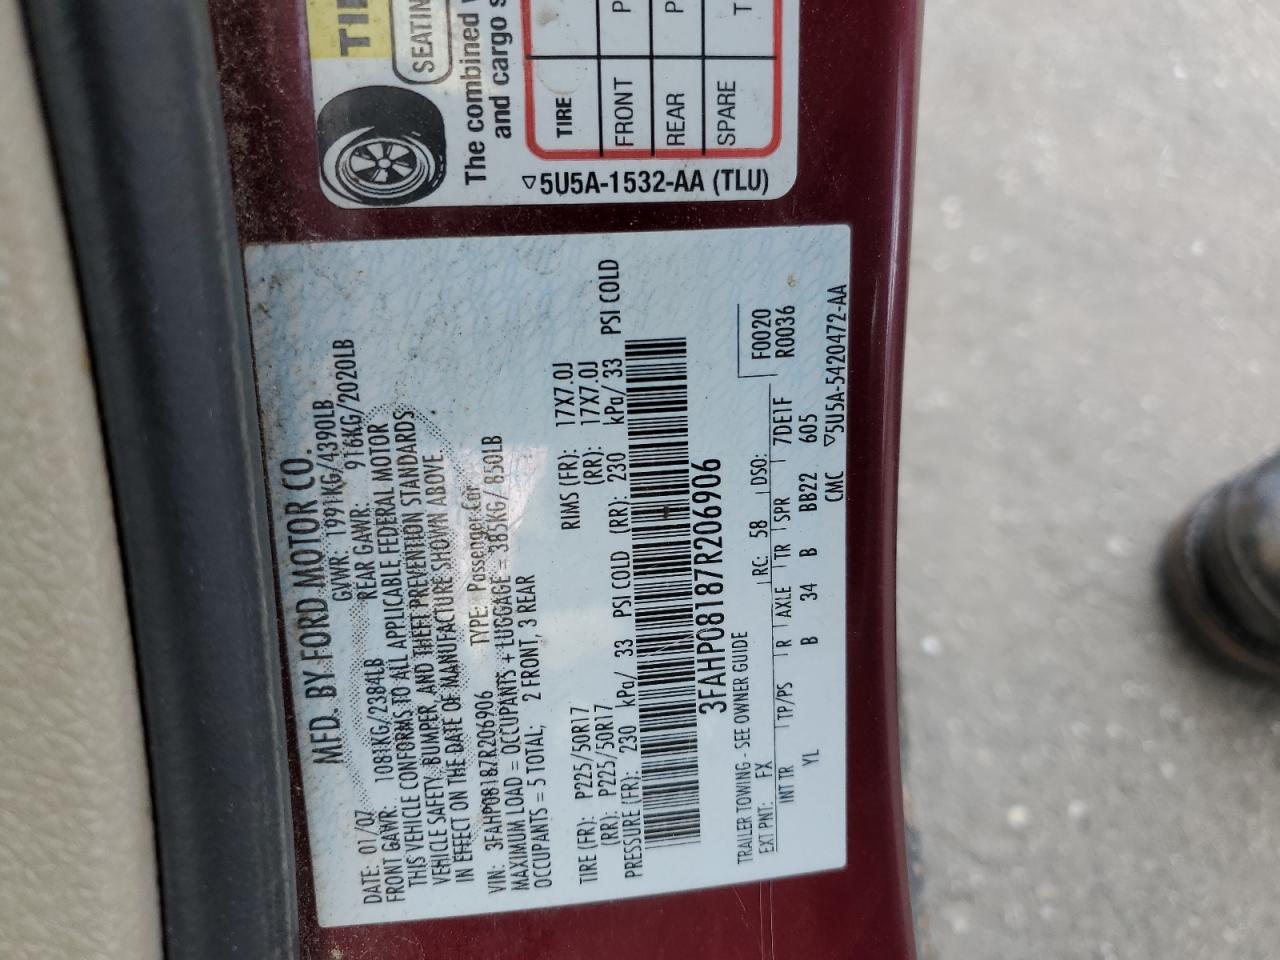 MFD. BY FORD MOTOR CO.
DATE: 01/07 GVWR: 1991KG/4390LB
FRONT GAWR: 1081KG/2384LB REAR GAWR: 916KG/2020LB
THIS VEHICLE CONFORMS TO ALL APPLICABLE FEDERAL MOTOR
VEHICLE SAFETY, BUMPER, AND THEFT PREVENTION STANDARDS
IN EFFECT ON THE DATE OF MANUFACTURE SHOWN ABOVE.
VIN: 3FAHP08187R206906 TYPE: Passenger Car
MAXIMUM LOAD = OCCUPANTS + LUGGAGE = 385KG/ 850LB
OCCUPANTS = 5 TOTAL; 2 FRONT, 3 REAR
TIRE (FR): P225/50R17 RIMS (FR): 17X7.0J
(RR): P225/50R17 (RR): 17X7.0J
PRESSURE (FR): 230 kPa/ 33 PSI COLD (RR): 230 kPa/ 33 PSI COLD
3FAHP08187R206906
TRAILER TOWING - SEE OWNER GUIDE F0020
EXT PNT: FX RC: 58 DSO: R0036
INT TR TP/PS R AXLE TR SPR 7DE1F
YL B 34 B BB22 605
CMC ▽5U5A-5420472-AA
SEATIN
The combined
and cargo
TIRE
FRONT P
REAR P
SPARE T
▽5U5A-1532-AA (TLU)